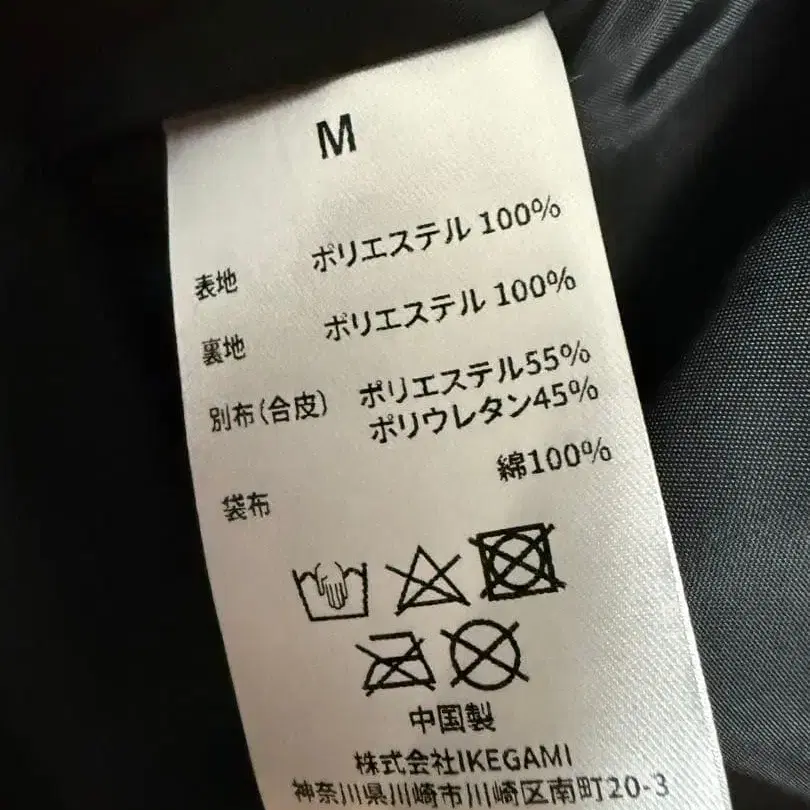 M
表地 ポリエステル 100%
裏地 ポリエステル 100%
別布(合皮) ポリエステル55%
ポリウレタン45%
袋布 綿100%
中国製
株式会社IKEGAMI
神奈川県川崎市川崎区南町20-3